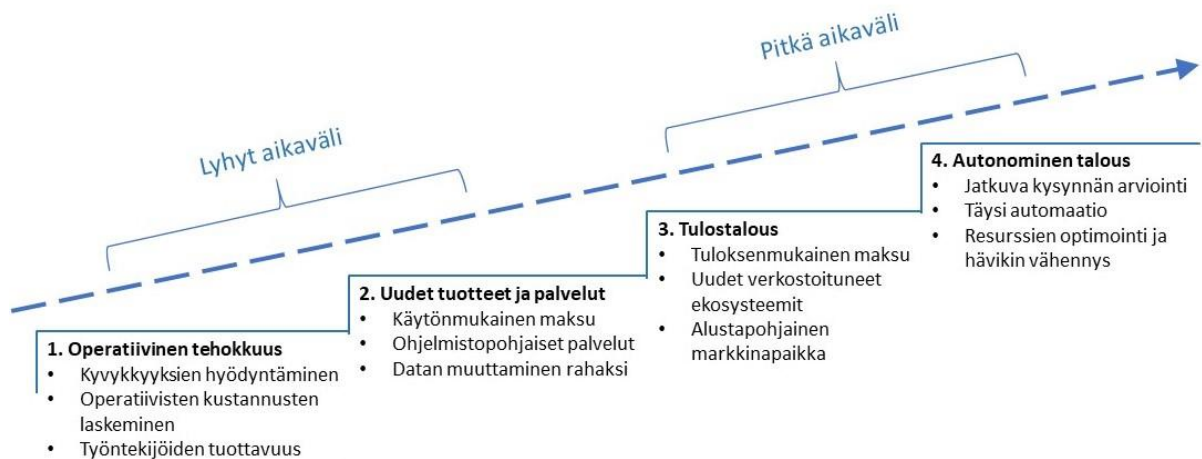 Lyhyt aikaväli
Pitkä aikaväli
1. Operatiivinen tehokkuus
• Kyvykkyyksien hyödyntäminen
• Operatiivisten kustannusten
laskeminen
• Työntekijöiden tuottavuus
2. Uudet tuotteet ja palvelut
• Käytönmukainen maksu
• Ohjelmistopohjaiset palvelut
• Datan muuttaminen rahaksi
3. Tulostalous
• Tuloksenmukainen maksu
• Uudet verkostoituneet
ekosysteemit
• Alustapohjainen
markkinapaikka
4. Autonominen talous
• Jatkuva kysynnän arviointi
• Täysi automaatio
• Resurssien optimointi ja
hävikin vähennys